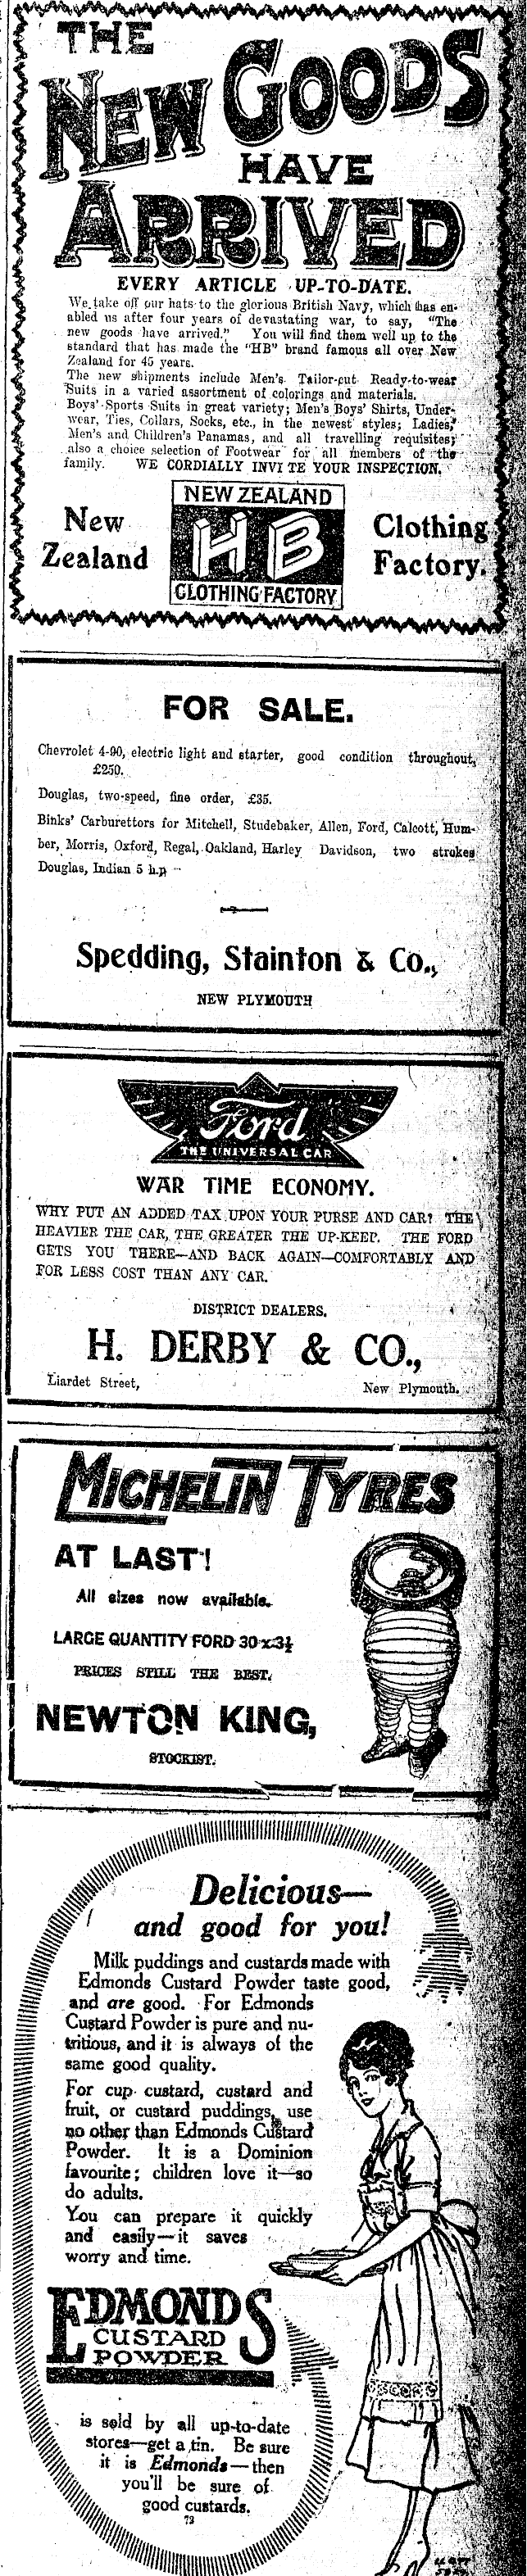 THE
NEW GOODS
HAVE
ARRIVED
EVERY ARTICLE UP-TO-DATE.
We take off our hats to the glorious British Navy, which has en-
abled us after four years of devastating war, to say, "The
new goods have arrived." You will find them well up to the
standard that has made the "HB" brand famous all over New
Zealand for 45 years.
The new shipments include Men's Tailor-cut Ready-to-wear
Suits in a varied assortment of colorings and materials.
Boys' Sports Suits in great variety; Men's Boys' Shirts, Under-
wear, Ties, Collars, Socks, etc., in the newest styles; Ladies,
Men's and Children's Panamas, and all travelling requisites;
also a choice selection of Footwear for all members of the
family. WE CORDIALLY INVI TE YOUR INSPECTION.
New
Zealand
NEW ZEALAND
HB
CLOTHING FACTORY
Clothing
Factory.
FOR SALE.
Chevrolet 4-90, electric light and starter, good condition throughout,
£250.
Douglas, two-speed, fine order, £35.
Binks' Carburettors for Mitchell, Studebaker, Allen, Ford, Calcott, Hum-
ber, Morris, Oxford, Regal, Oakland, Harley Davidson, two strokes
Douglas, Indian 5 h.p
Spedding, Stainton & Co.,
NEW PLYMOUTH
Ford
THE UNIVERSAL CAR
WAR TIME ECONOMY.
WHY PUT AN ADDED TAX UPON YOUR PURSE AND CAR? THE
HEAVIER THE CAR, THE GREATER THE UP-KEEP. THE FORD
GETS YOU THERE—AND BACK AGAIN—COMFORTABLY AND
FOR LESS COST THAN ANY CAR.
DISTRICT DEALERS.
H. DERBY & CO.,
Liardet Street,
New Plymouth.
MICHELIN TYRES
AT LAST!
All sizes now available.
LARGE QUANTITY FORD 30 x 3½
PRICES STILL THE BEST.
NEWTON KING,
STOCKIST.
Delicious—
and good for you!
Milk puddings and custards made with
Edmonds Custard Powder taste good,
and are good. For Edmonds
Custard Powder is pure and nu-
tritious, and it is always of the
same good quality.
For cup custard, custard and
fruit, or custard puddings, use
no other than Edmonds Custard
Powder. It is a Dominion
favourite; children love it—so
do adults.
You can prepare it quickly
and easily—it saves
worry and time.
EDMONDS
CUSTARD
POWDER
is sold by all up-to-date
stores—get a tin. Be sure
it is Edmonds—then
you'll be sure of
good custards.
73